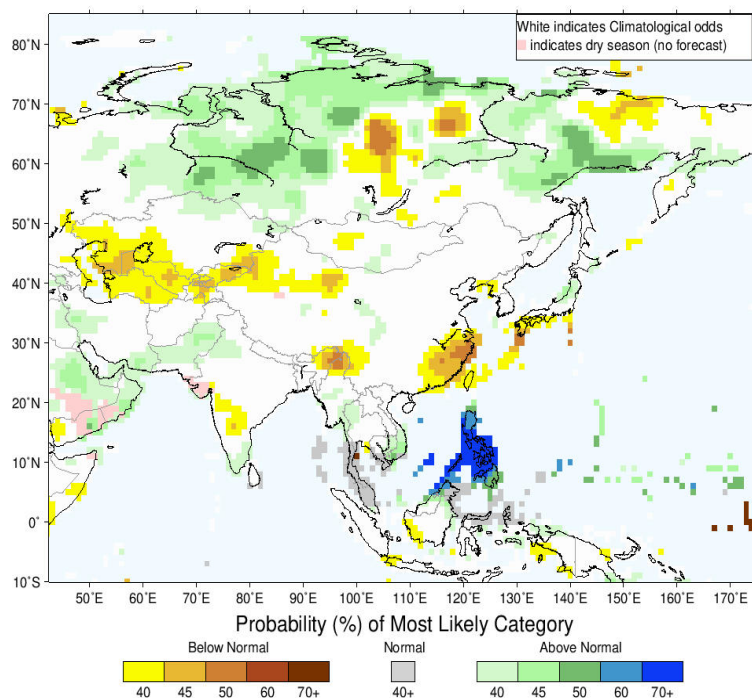 White indicates Climatological odds
indicates dry season (no forecast)
80˚N
70˚N
60˚N
50˚N
40˚N
30˚N
20˚N
10˚N
0˚
10˚S
50˚E 60˚E 70˚E 80˚E 90˚E 100˚E 110˚E 120˚E 130˚E 140˚E 150˚E 160˚E 170˚E
Probability (%) of Most Likely Category
Below Normal Normal Above Normal
40 45 50 60 70+ 40+ 40 45 50 60 70+